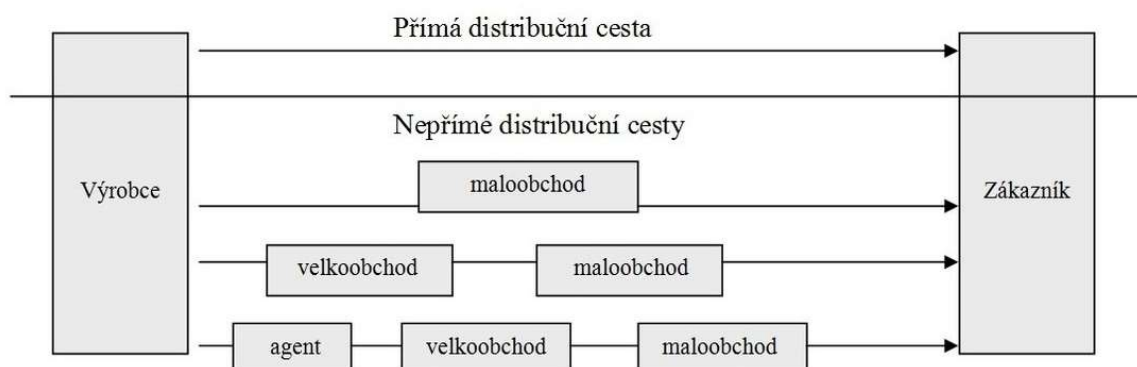 Přímá distribuční cesta
Nepřímé distribuční cesty
Výrobce
maloobchod
Zákazník
velkoobchod maloobchod
agent velkoobchod maloobchod